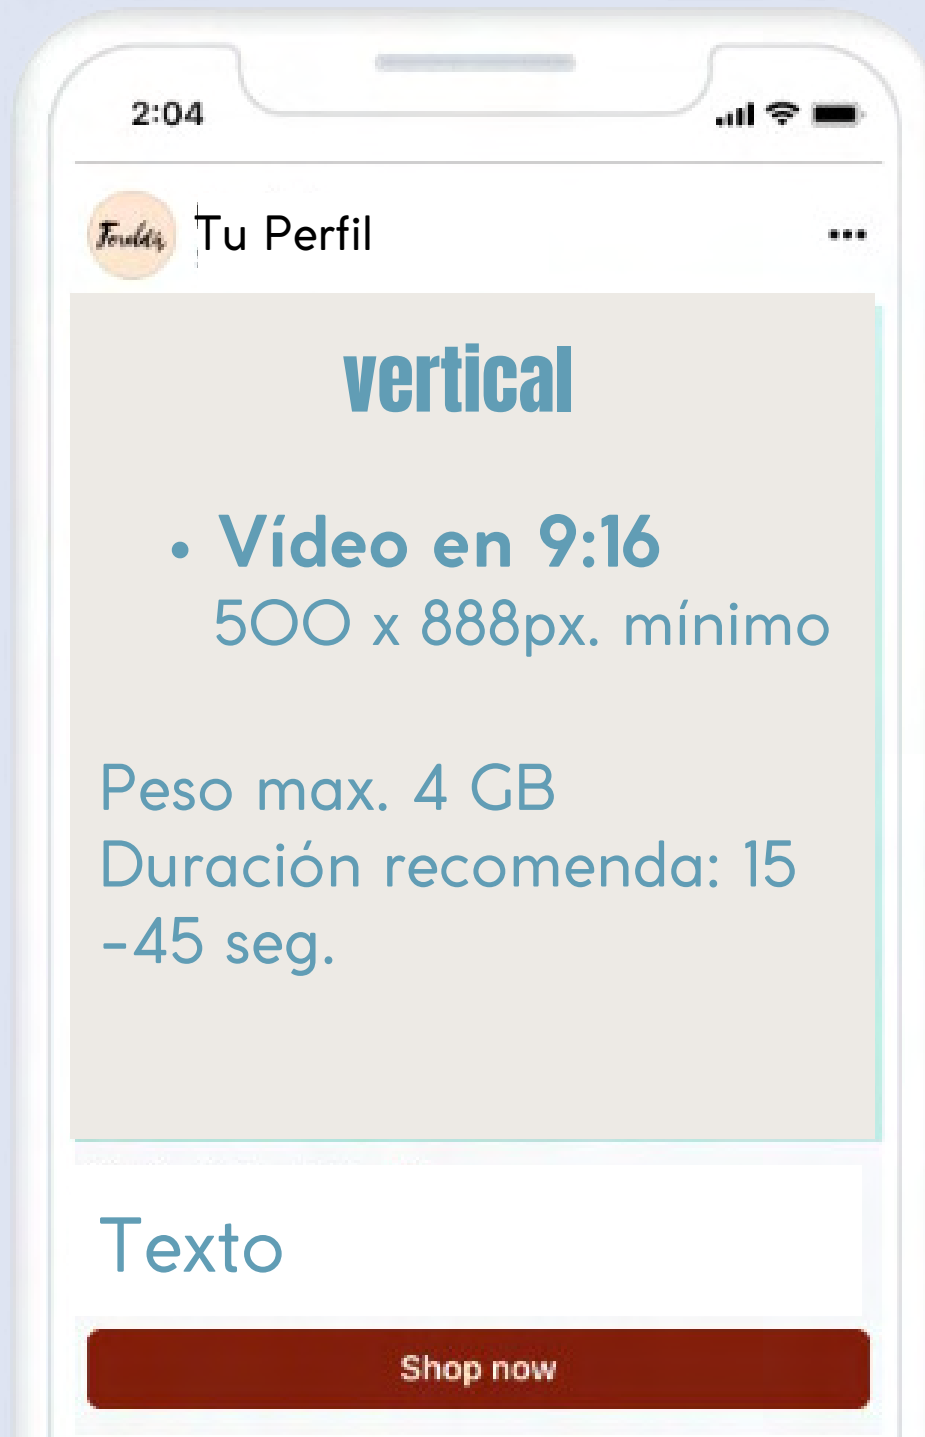 2:04
Tu Perfil
vertical
• Vídeo en 9:16
500 x 888px. mínimo
Peso max. 4 GB
Duración recomenda: 15
-45 seg.
Texto
Shop now